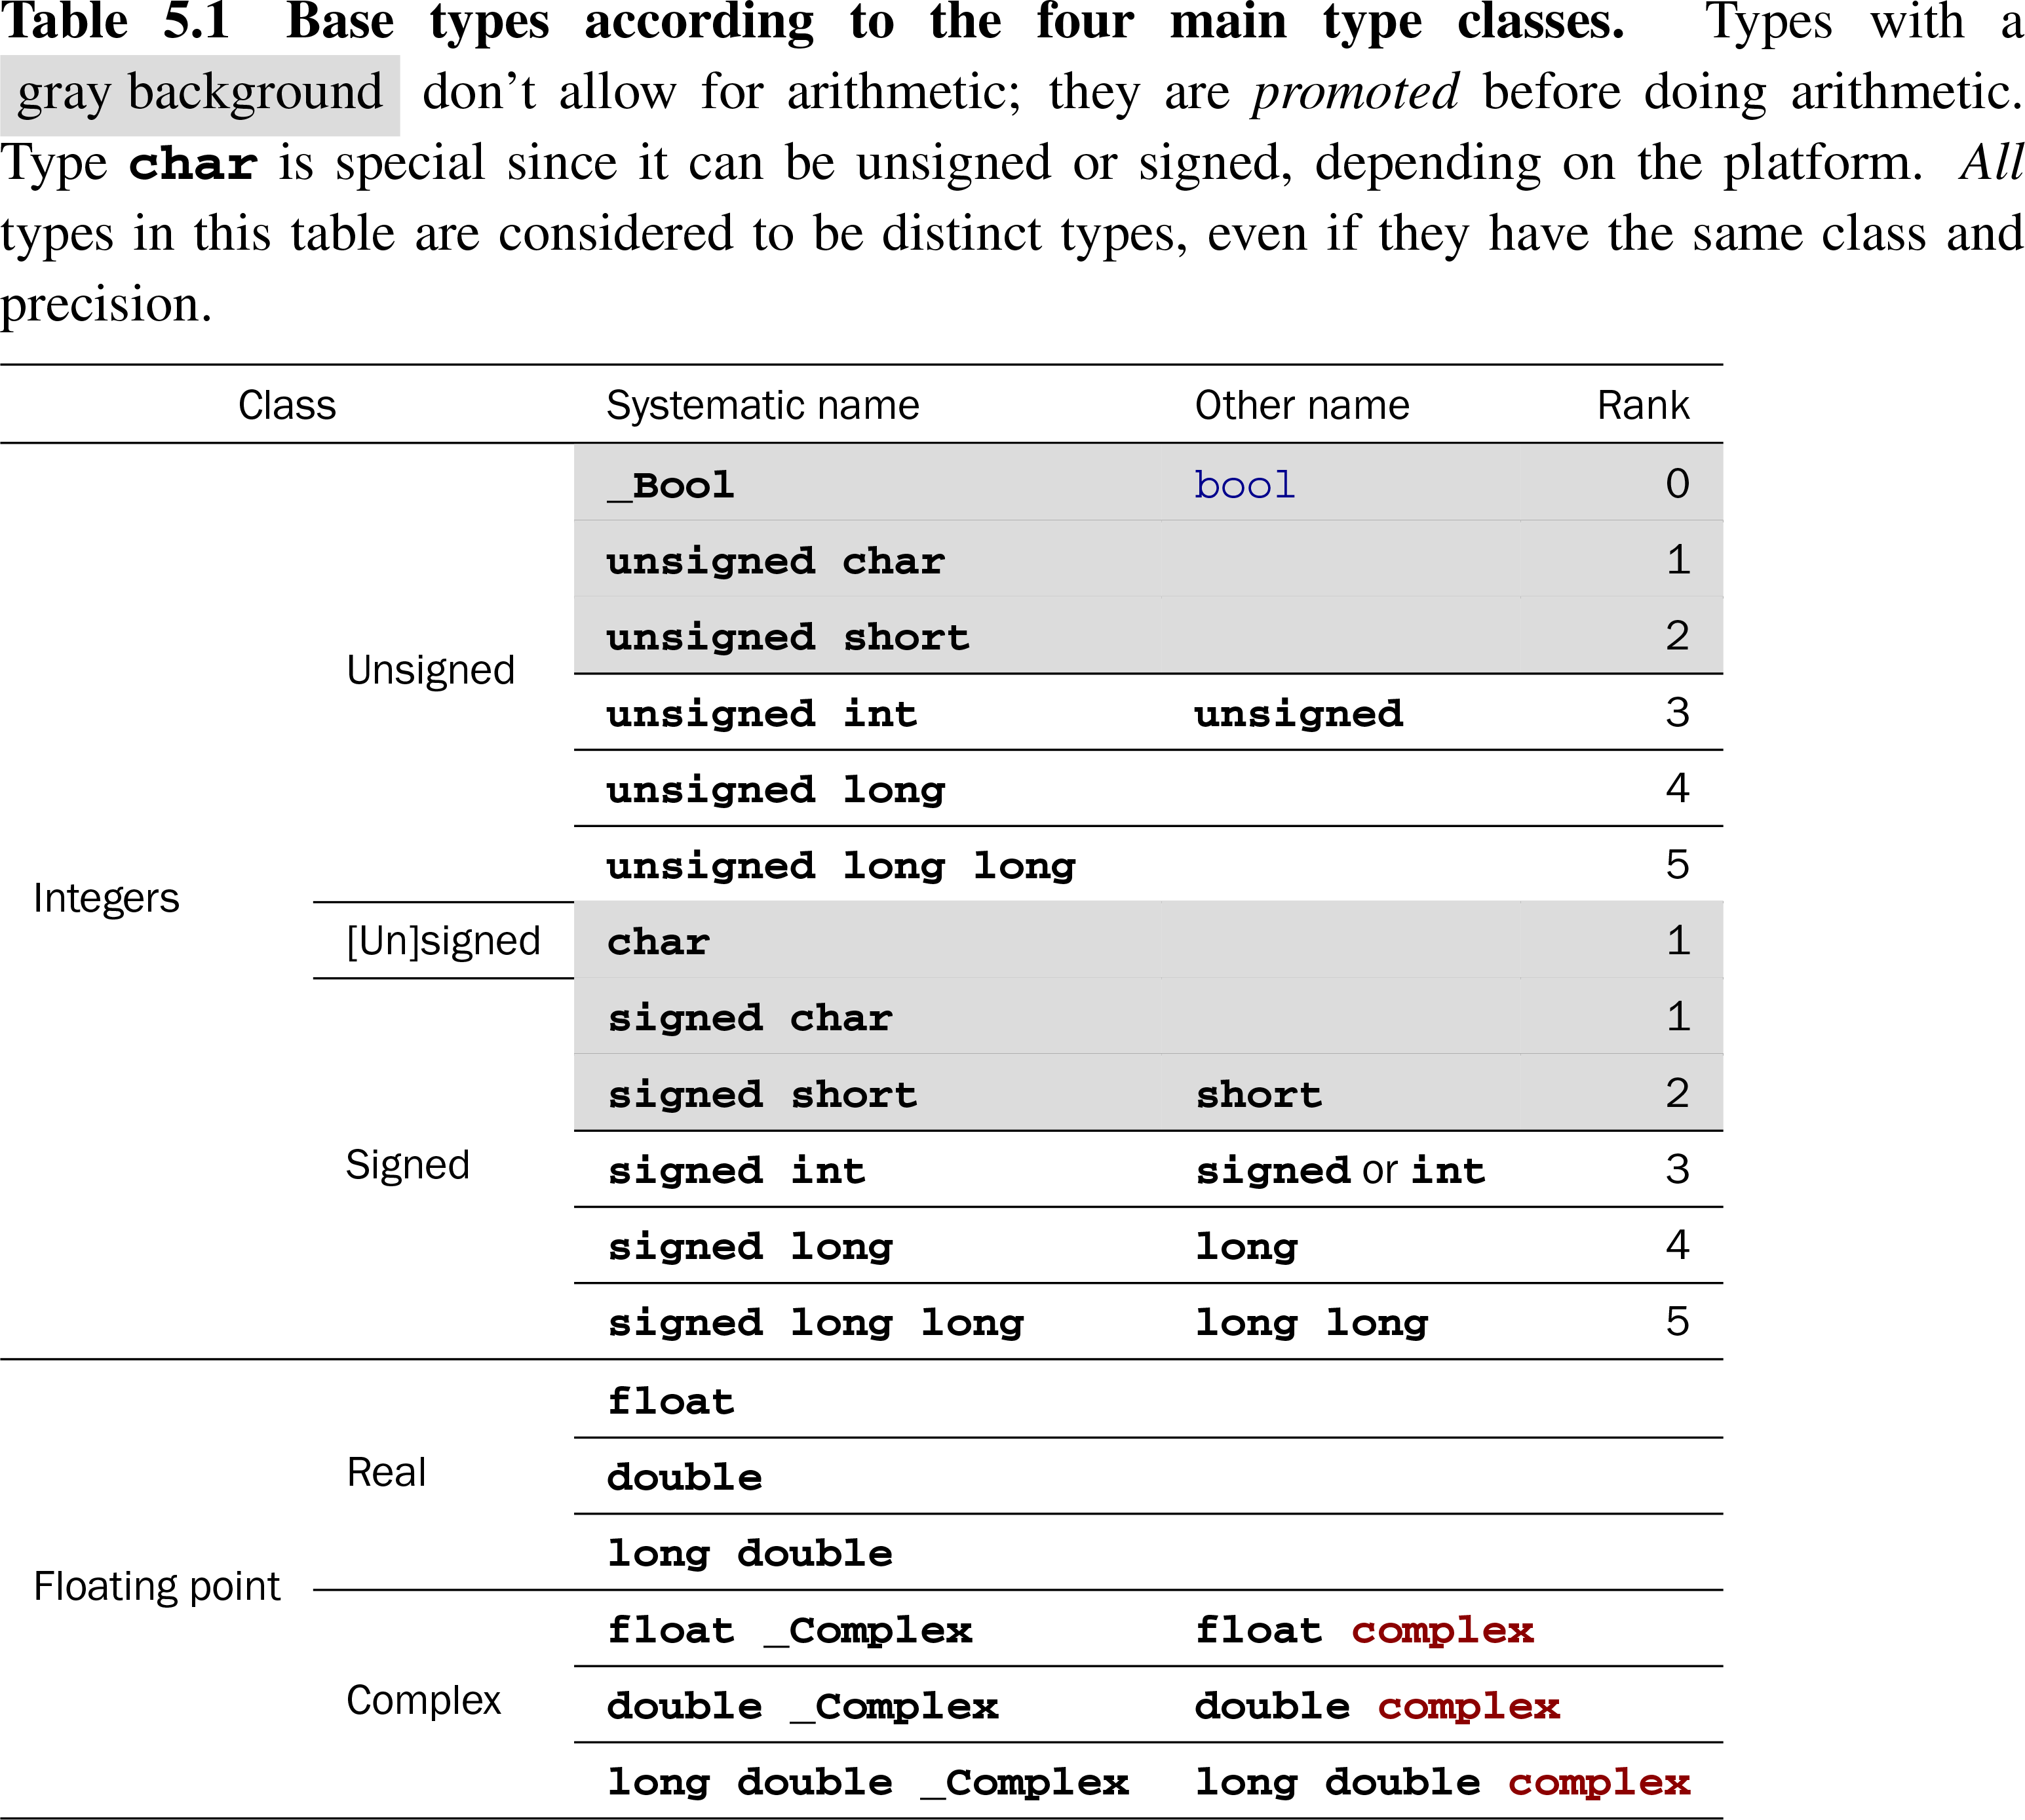 Table 5.1 Base types according to the four main type classes. Types with a
gray background don’t allow for arithmetic; they are promoted before doing arithmetic.
Type char is special since it can be unsigned or signed, depending on the platform. All
types in this table are considered to be distinct types, even if they have the same class and
precision.
Class Systematic name Other name Rank
_Bool bool 0
unsigned char 1
unsigned short 2
Unsigned
unsigned int unsigned 3
unsigned long 4
unsigned long long 5
Integers
[Un]signed char 1
signed char 1
signed short short 2
Signed
signed int signed or int 3
signed long long 4
signed long long long long 5
float
Real
double
long double
Floating point
float _Complex float complex
Complex
double _Complex double complex
long double _Complex long double complex